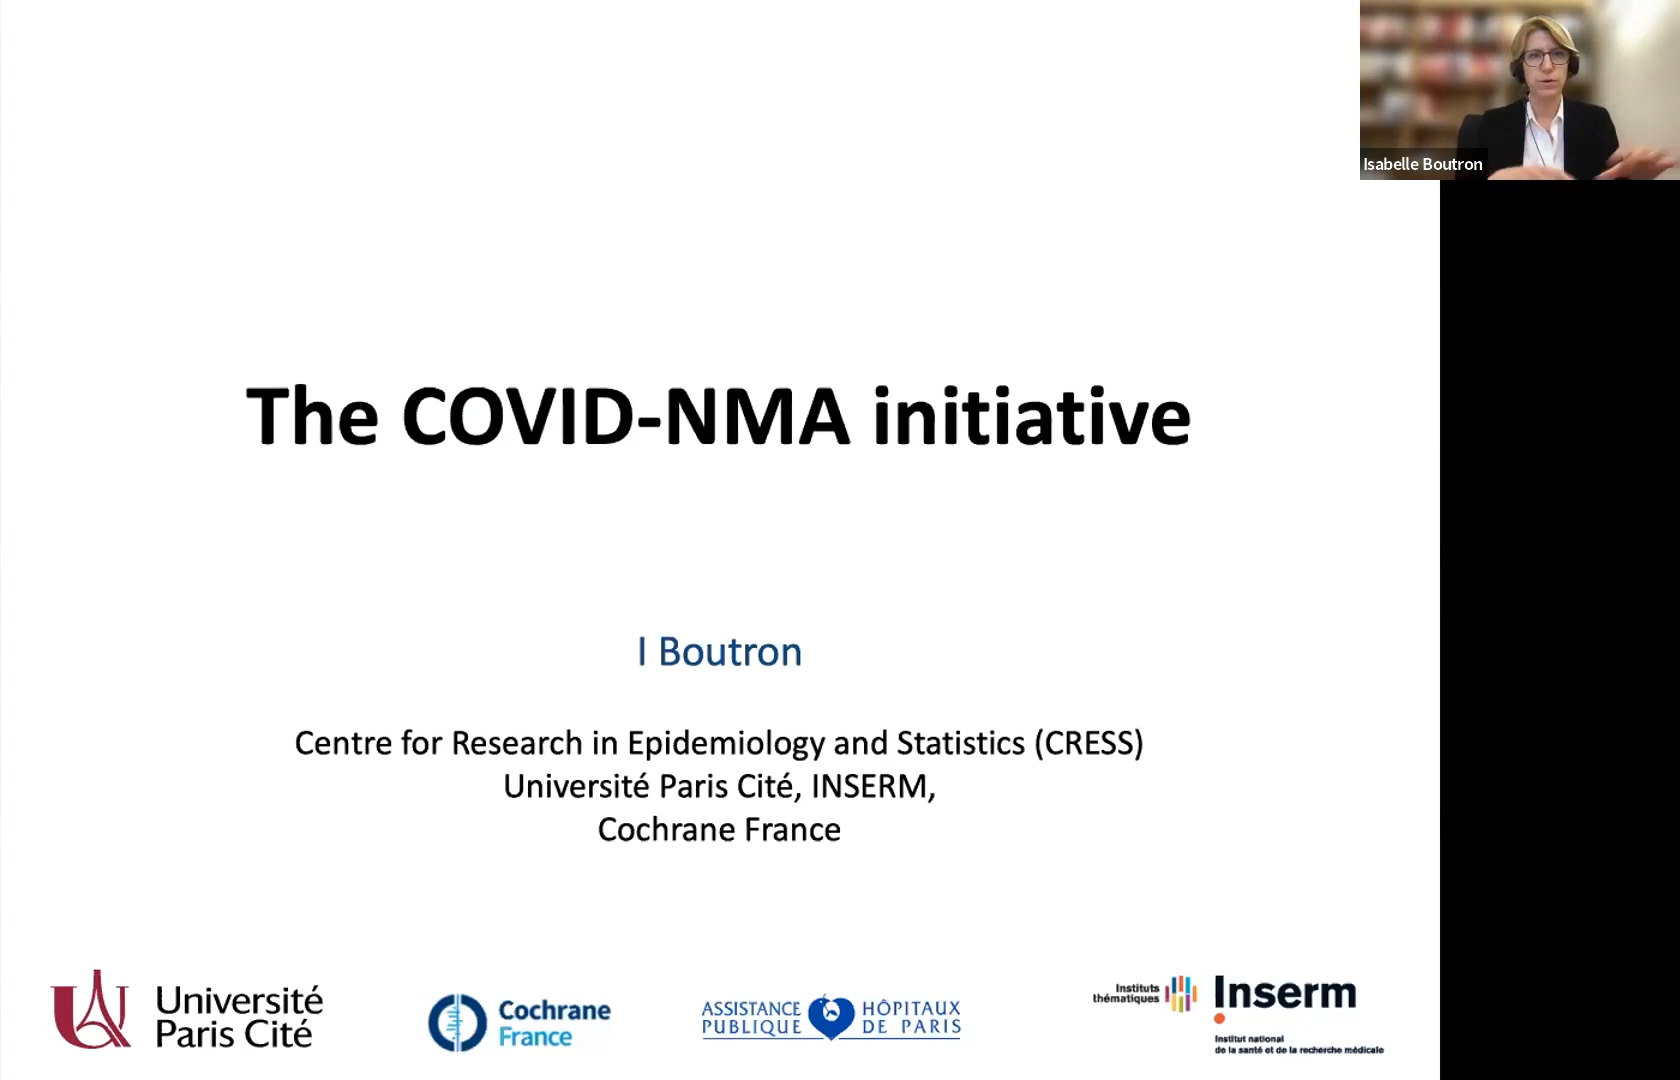 Isabelle Boutron
The COVID-NMA initiative
I Boutron
Centre for Research in Epidemiology and Statistics (CRESS)
Université Paris Cité, INSERM,
Cochrane France
Université
Paris Cité
Cochrane
France
ASSISTANCE
PUBLIQUE
HÔPITAUX
DE PARIS
Instituts
thématiques
Inserm
Institut national
de la santé et de la recherche médicale